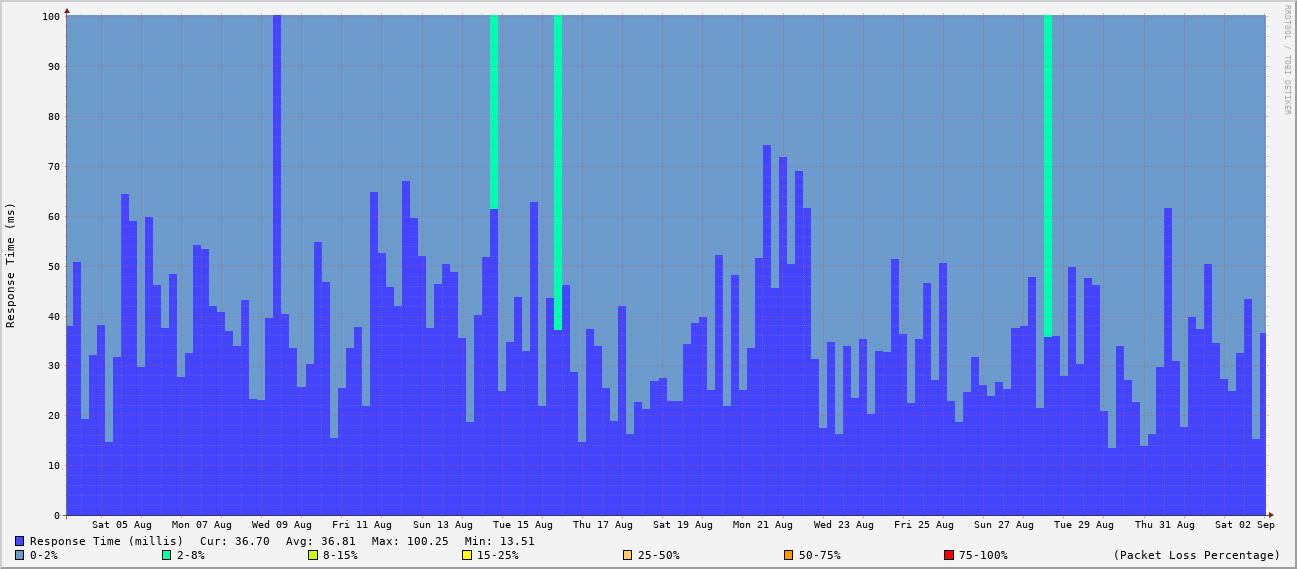 RRDTOOL / TOBI OETIKER
Response Time (ms)
100
90
80
70
60
50
40
30
20
10
0
Sat 05 Aug Mon 07 Aug Wed 09 Aug Fri 11 Aug Sun 13 Aug Tue 15 Aug Thu 17 Aug Sat 19 Aug Mon 21 Aug Wed 23 Aug Fri 25 Aug Sun 27 Aug Tue 29 Aug Thu 31 Aug Sat 02 Sep
Response Time (millis) Cur: 36.70 Avg: 36.81 Max: 100.25 Min: 13.51
0-2% 2-8% 8-15% 15-25% 25-50% 50-75% 75-100% (Packet Loss Percentage)